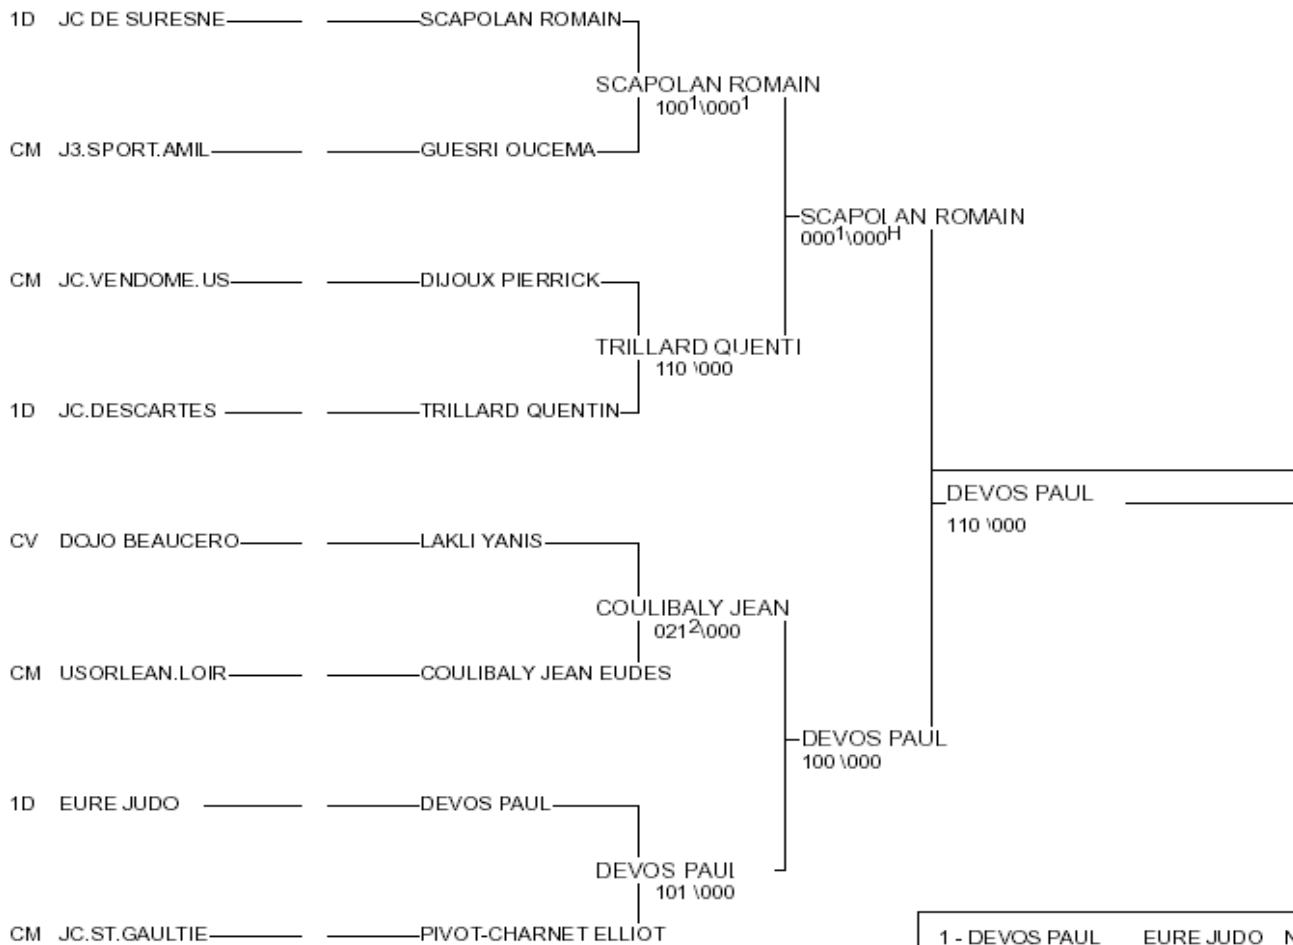 1D JC DE SURESNE SCAPOLAN ROMAIN
SCAPOLAN ROMAIN
100¹\000¹
CM J3.SPORT.AMIL GUESRI OUCEMA
SCAPOLAN ROMAIN
000¹\000ᴴ
CM JC.VENDOME.US DIJOUX PIERRICK
TRILLARD QUENTI
110 \000
1D JC.DESCARTES TRILLARD QUENTIN
DEVOS PAUL
110 \000
CV DOJO BEAUCERO LAKLI YANIS
COULIBALY JEAN
021²\000
CM USORLEAN.LOIR COULIBALY JEAN EUDES
DEVOS PAUL
100 \000
1D EURE JUDO DEVOS PAUL
DEVOS PAUL
101 \000
CM JC.ST.GAULTIE PIVOT-CHARNET ELLIOT
1 - DEVOS PAUL EURE JUDO N